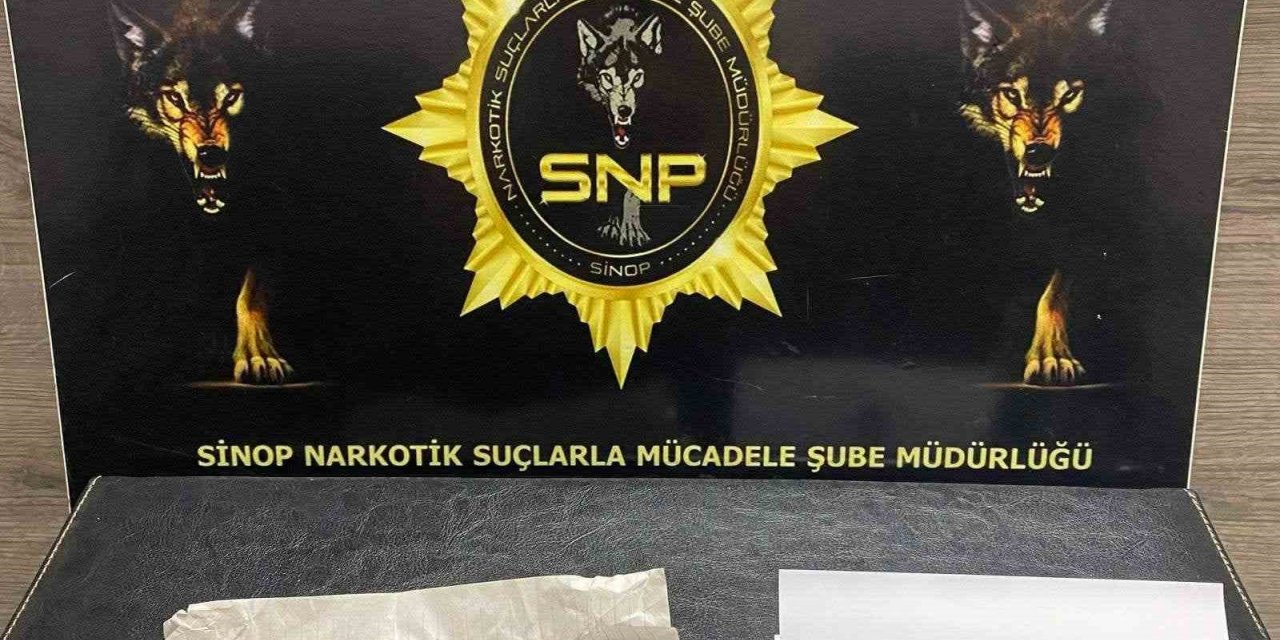 NARKOTİK SUÇLARLA ŞUBE MÜDÜRLÜĞÜ
SNP
SİNOP
SİNOP NARKOTİK SUÇLARLA MÜCADELE ŞUBE MÜDÜRLÜĞÜ